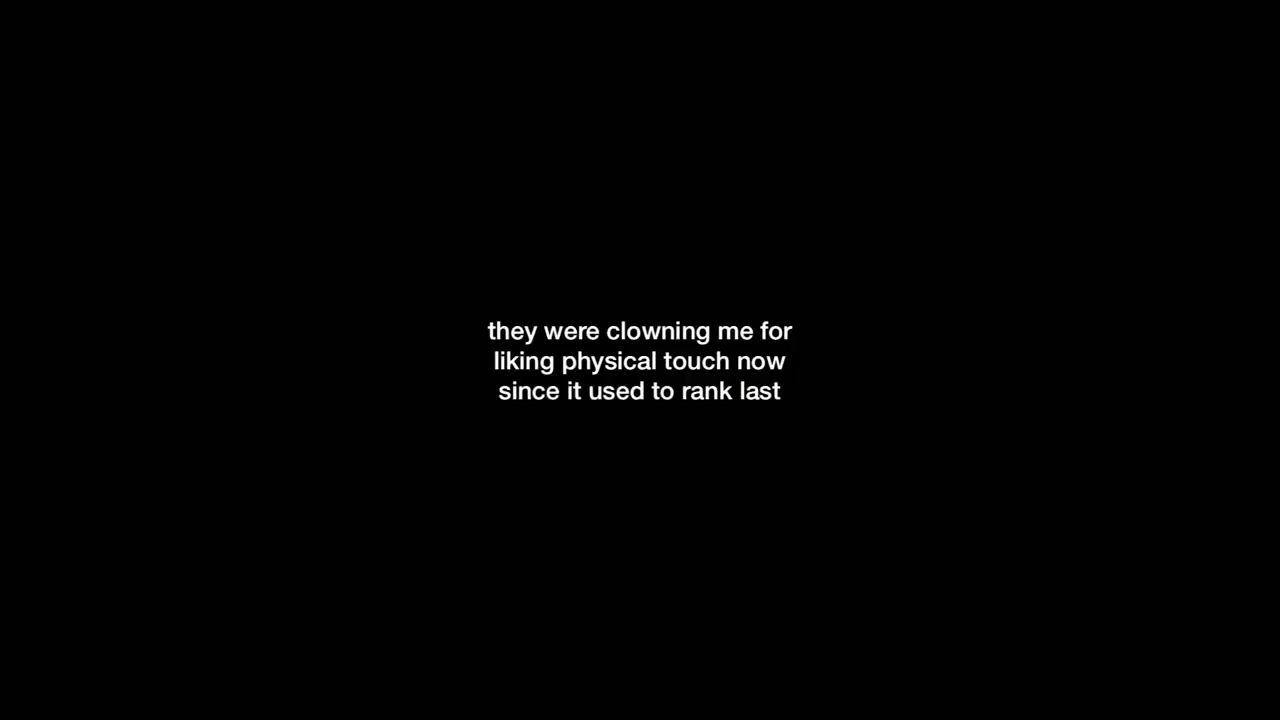 they were clowning me for
liking physical touch now
since it used to rank last